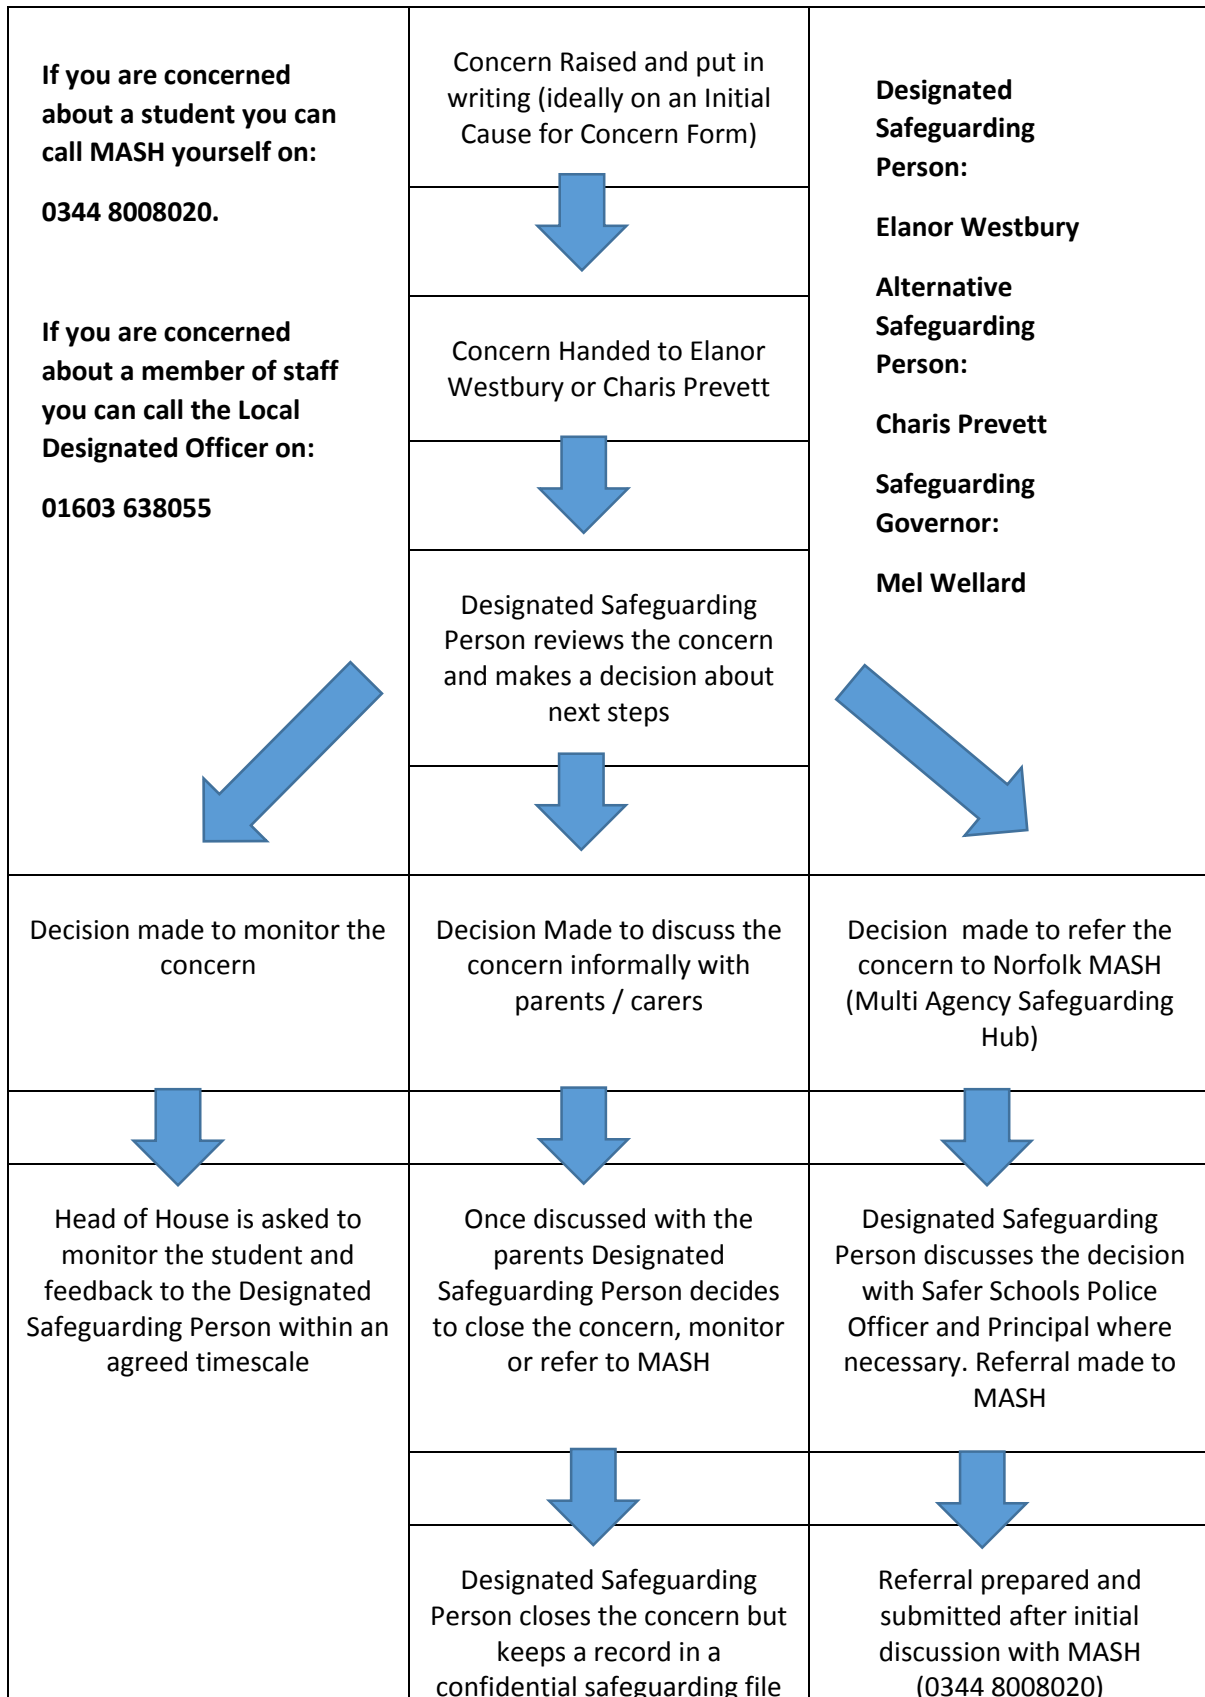 If you are concerned
about a student you can
call MASH yourself on:
0344 8008020.
If you are concerned
about a member of staff
you can call the Local
Designated Officer on:
01603 638055
Concern Raised and put in
writing (ideally on an Initial
Cause for Concern Form)
Concern Handed to Elanor
Westbury or Charis Prevett
Designated Safeguarding
Person reviews the concern
and makes a decision about
next steps
Designated
Safeguarding
Person:
Elanor Westbury
Alternative
Safeguarding
Person:
Charis Prevett
Safeguarding
Governor:
Mel Wellard
Decision made to monitor the
concern
Decision Made to discuss the
concern informally with
parents / carers
Decision  made to refer the
concern to Norfolk MASH
(Multi Agency Safeguarding
Hub)
Head of House is asked to
monitor the student and
feedback to the Designated
Safeguarding Person within an
agreed timescale
Once discussed with the
parents Designated
Safeguarding Person decides
to close the concern, monitor
or refer to MASH
Designated Safeguarding
Person discusses the decision
with Safer Schools Police
Officer and Principal where
necessary. Referral made to
MASH
Designated Safeguarding
Person closes the concern but
keeps a record in a
confidential safeguarding file
Referral prepared and
submitted after initial
discussion with MASH
(0344 8008020)